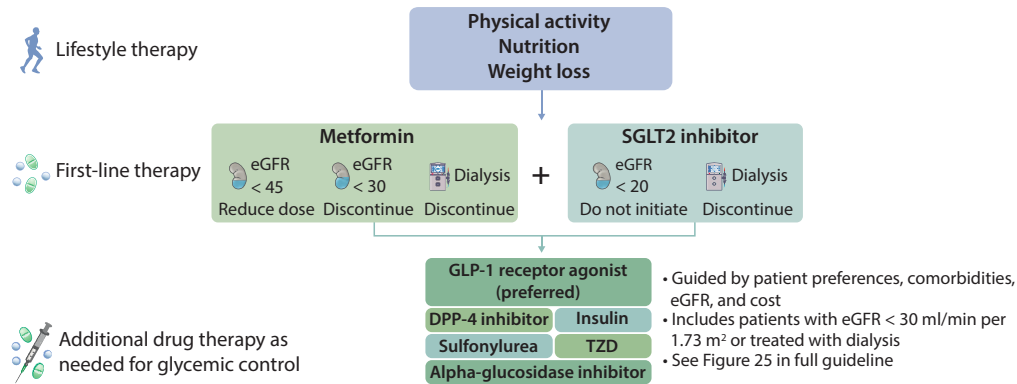 Lifestyle therapy
Physical activity
Nutrition
Weight loss
First-line therapy
Metformin
eGFR
< 45
Reduce dose
eGFR
< 30
Discontinue
Dialysis
Discontinue
+
SGLT2 inhibitor
eGFR
< 20
Do not initiate
Dialysis
Discontinue
Additional drug therapy as
needed for glycemic control
GLP-1 receptor agonist
(preferred)
DPP-4 inhibitor
Insulin
Sulfonylurea
TZD
Alpha-glucosidase inhibitor
• Guided by patient preferences, comorbidities,
eGFR, and cost
• Includes patients with eGFR < 30 ml/min per
1.73 m² or treated with dialysis
• See Figure 25 in full guideline